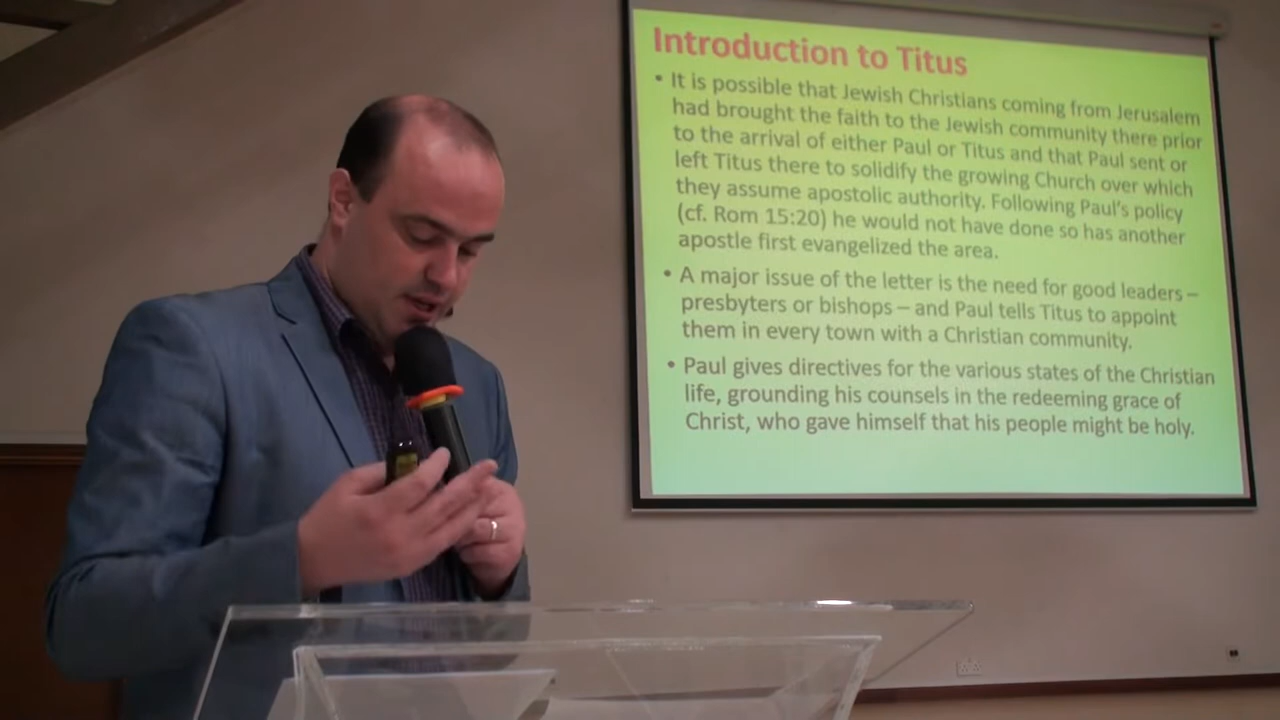 Introduction to Titus
• It is possible that Jewish Christians coming from Jerusalem
had brought the faith to the Jewish community there prior
to the arrival of either Paul or Titus and that Paul sent or
left Titus there to solidify the growing Church over which
they assume apostolic authority. Following Paul's policy
(cf. Rom 15:20) he would not have done so has another
apostle first evangelized the area.
• A major issue of the letter is the need for good leaders –
presbyters or bishops – and Paul tells Titus to appoint
them in every town with a Christian community.
• Paul gives directives for the various states of the Christian
life, grounding his counsels in the redeeming grace of
Christ, who gave himself that his people might be holy.